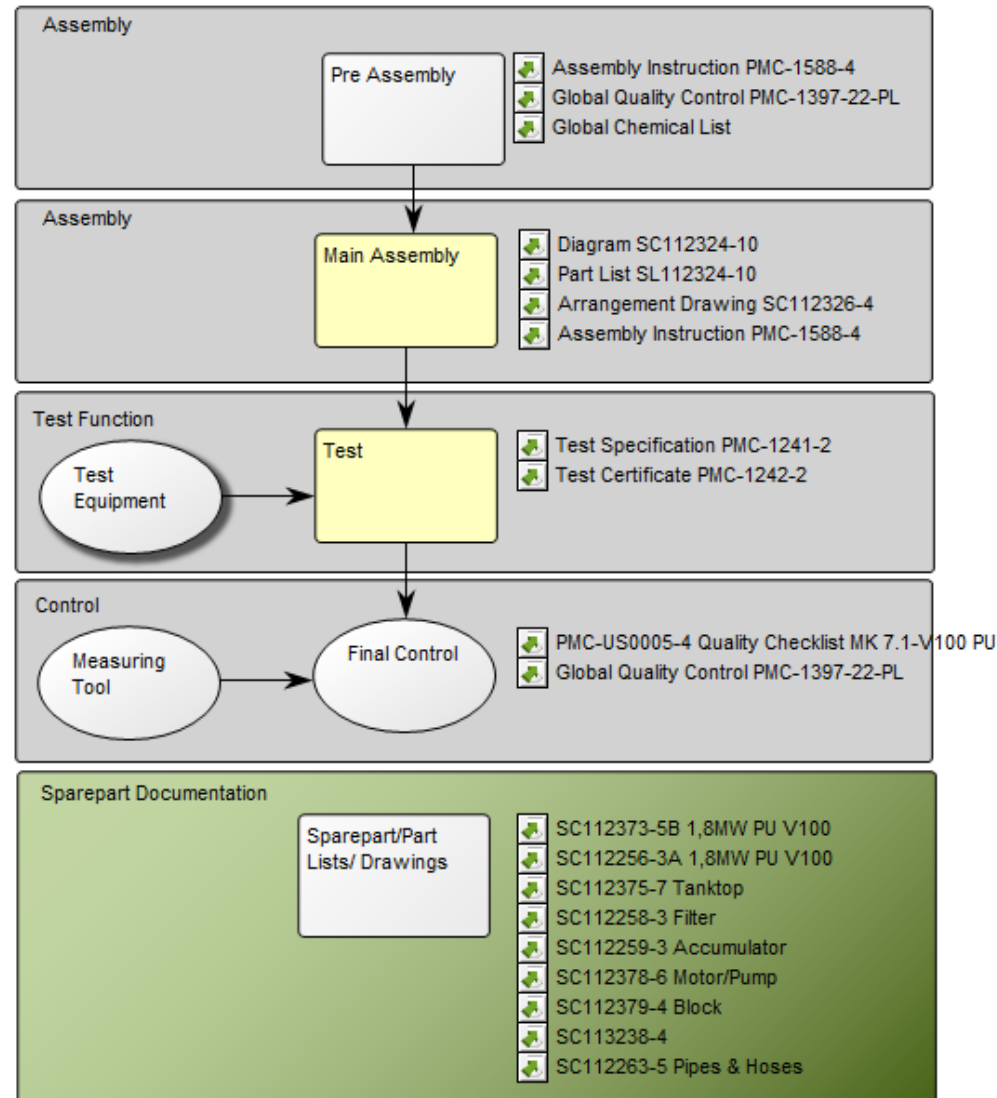 Assembly
Pre Assembly
Assembly Instruction PMC-1588-4
Global Quality Control PMC-1397-22-PL
Global Chemical List
Assembly
Main Assembly
Diagram SC112324-10
Part List SL112324-10
Arrangement Drawing SC112326-4
Assembly Instruction PMC-1588-4
Test Function
Test
Equipment
Test
Test Specification PMC-1241-2
Test Certificate PMC-1242-2
Control
Measuring
Tool
Final Control
PMC-US0005-4 Quality Checklist MK 7.1-V100 PU
Global Quality Control PMC-1397-22-PL
Sparepart Documentation
Sparepart/Part
Lists/ Drawings
SC112373-5B 1,8MW PU V100
SC112256-3A 1,8MW PU V100
SC112375-7 Tanktop
SC112258-3 Filter
SC112259-3 Accumulator
SC112378-6 Motor/Pump
SC112379-4 Block
SC113238-4
SC112263-5 Pipes & Hoses